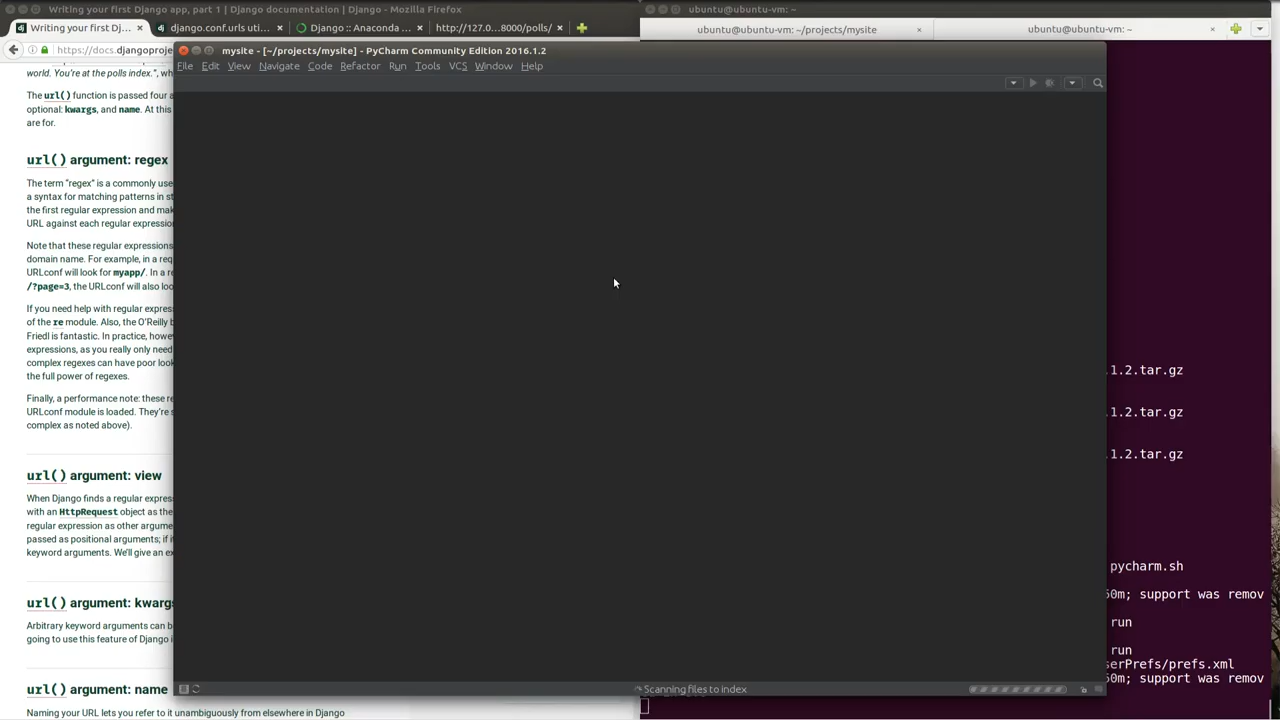 Writing your first Django app, part 1 | Django documentation | Django - Mozilla Firefox
ubuntu@ubuntu-vm: ~
Writing your first Dj...
django.conf.urls uti...
Django :: Anaconda ...
http://127.0...8000/polls/
ubuntu@ubuntu-vm: ~/projects/mysite
ubuntu@ubuntu-vm: ~
https://docs.djangoproje
mysite - [~/projects/mysite] - PyCharm Community Edition 2016.1.2
File Edit View Navigate Code Refactor Run Tools VCS Window Help
world. You're at the polls index.", wh
The url() function is passed four a
optional: kwargs, and name. At this
are for.
url() argument: regex
The term "regex" is a commonly use
a syntax for matching patterns in st
the first regular expression and mak
URL against each regular expression
Note that these regular expressions
domain name. For example, in a req
URLconf will look for myapp/. In a re
/?page=3, the URLconf will also loo
If you need help with regular expres
of the re module. Also, the O'Reilly b
Friedl is fantastic. In practice, howe
expressions, as you really only need
complex regexes can have poor look
the full power of regexes.
Finally, a performance note: these re
URLconf module is loaded. They're s
complex as noted above).
url() argument: view
When Django finds a regular express
with an HttpRequest object as the
regular expression as other argume
passed as positional arguments; if it
keyword arguments. We'll give an ex
url() argument: kwargs
Arbitrary keyword arguments can be
going to use this feature of Django i
url() argument: name
Naming your URL lets you refer to it unambiguously from elsewhere in Django
.1.2.tar.gz
.1.2.tar.gz
.1.2.tar.gz
pycharm.sh
50m; support was remov
run
run
serPrefs/prefs.xml
50m; support was remov
Scanning files to index